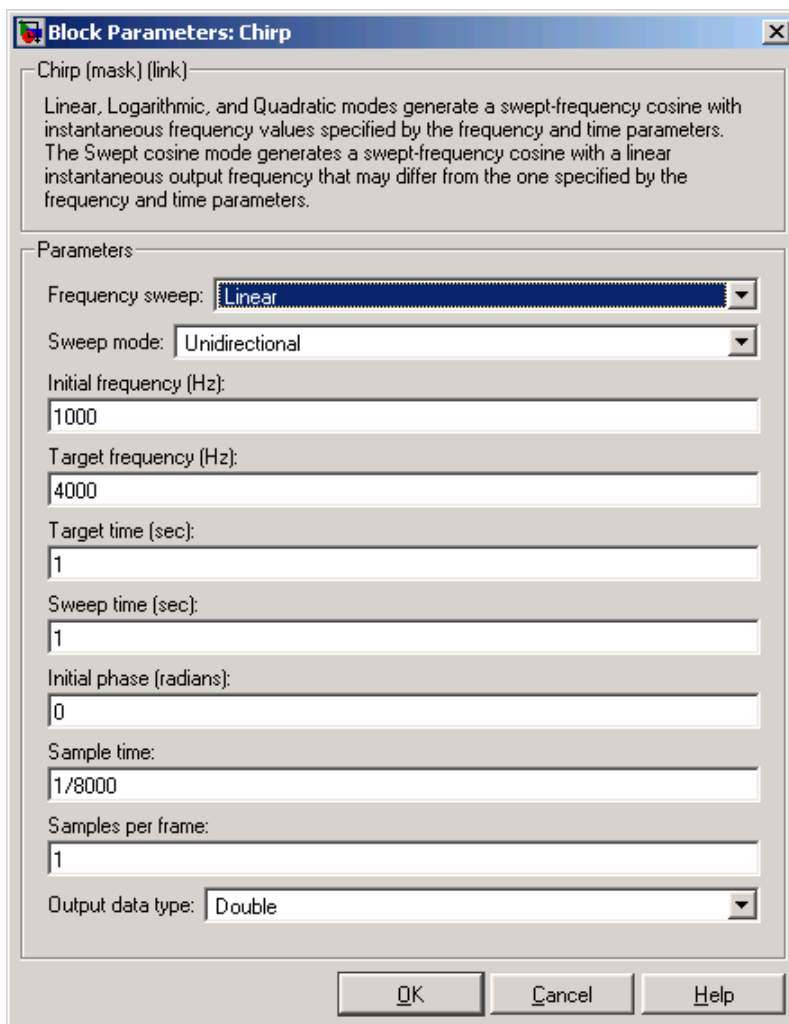 Block Parameters: Chirp
Chirp (mask) (link)
Linear, Logarithmic, and Quadratic modes generate a swept-frequency cosine with
instantaneous frequency values specified by the frequency and time parameters.
The Swept cosine mode generates a swept-frequency cosine with a linear
instantaneous output frequency that may differ from the one specified by the
frequency and time parameters.
Parameters
Frequency sweep: Linear
Sweep mode: Unidirectional
Initial frequency (Hz):
1000
Target frequency (Hz):
4000
Target time (sec):
1
Sweep time (sec):
1
Initial phase (radians):
0
Sample time:
1/8000
Samples per frame:
1
Output data type: Double
OK Cancel Help